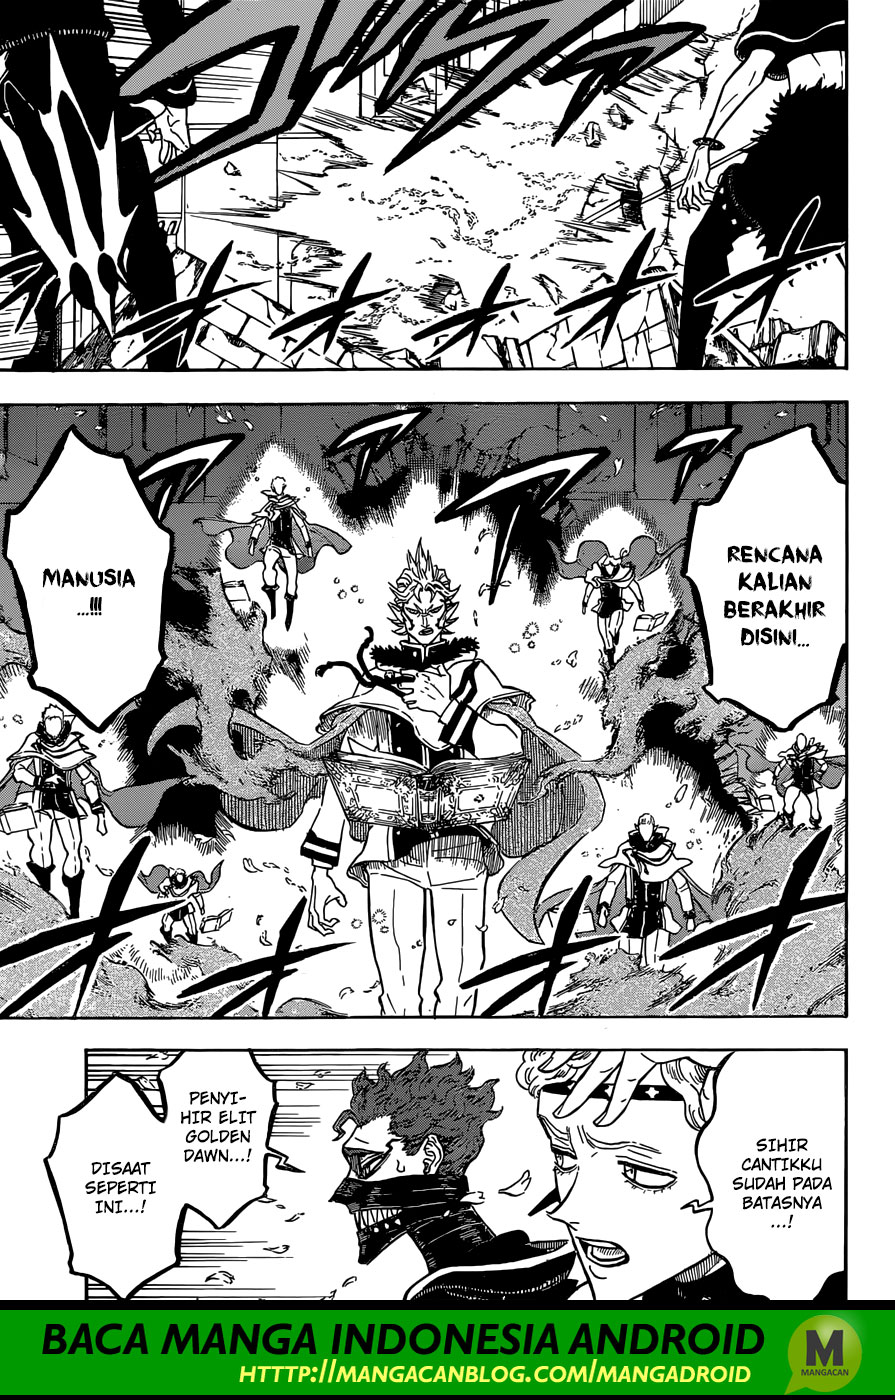 RENCANA
KALIAN
BERAKHIR
DISINI...
MANUSIA
...!!!
SIHIR
CANTIKKU
SUDAH PADA
BATASNYA
...!
PENYI-
HIR ELIT
GOLDEN
DAWN...!
DISAAT
SEPERTI
INI...!
BACA MANGA INDONESIA ANDROID
HTTTP://MANGACANBLOG.COM/MANGADROID
M
MANGACAN